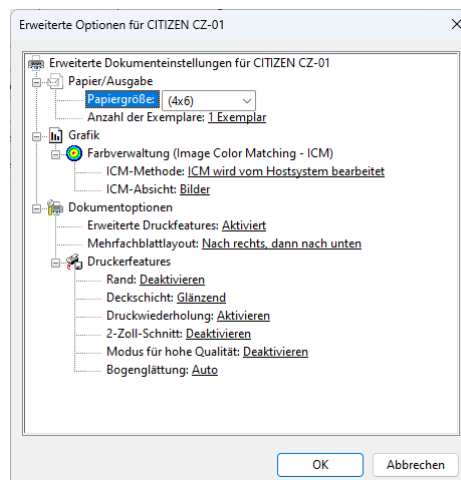 Erweiterte Optionen für CITIZEN CZ-01
Erweiterte Dokumenteinstellungen für CITIZEN CZ-01
Papier/Ausgabe
Papiergröße: (4x6)
Anzahl der Exemplare: 1 Exemplar
Grafik
Farbverwaltung (Image Color Matching - ICM)
ICM-Methode: ICM wird vom Hostsystem bearbeitet
ICM-Absicht: Bilder
Dokumentoptionen
Erweiterte Druckfeatures: Aktiviert
Mehrfachblattlayout: Nach rechts, dann nach unten
Druckerfeatures
Rand: Deaktivieren
Deckschicht: Glänzend
Druckwiederholung: Aktivieren
2-Zoll-Schnitt: Deaktivieren
Modus für hohe Qualität: Deaktivieren
Bogenglättung: Auto
OK Abbrechen